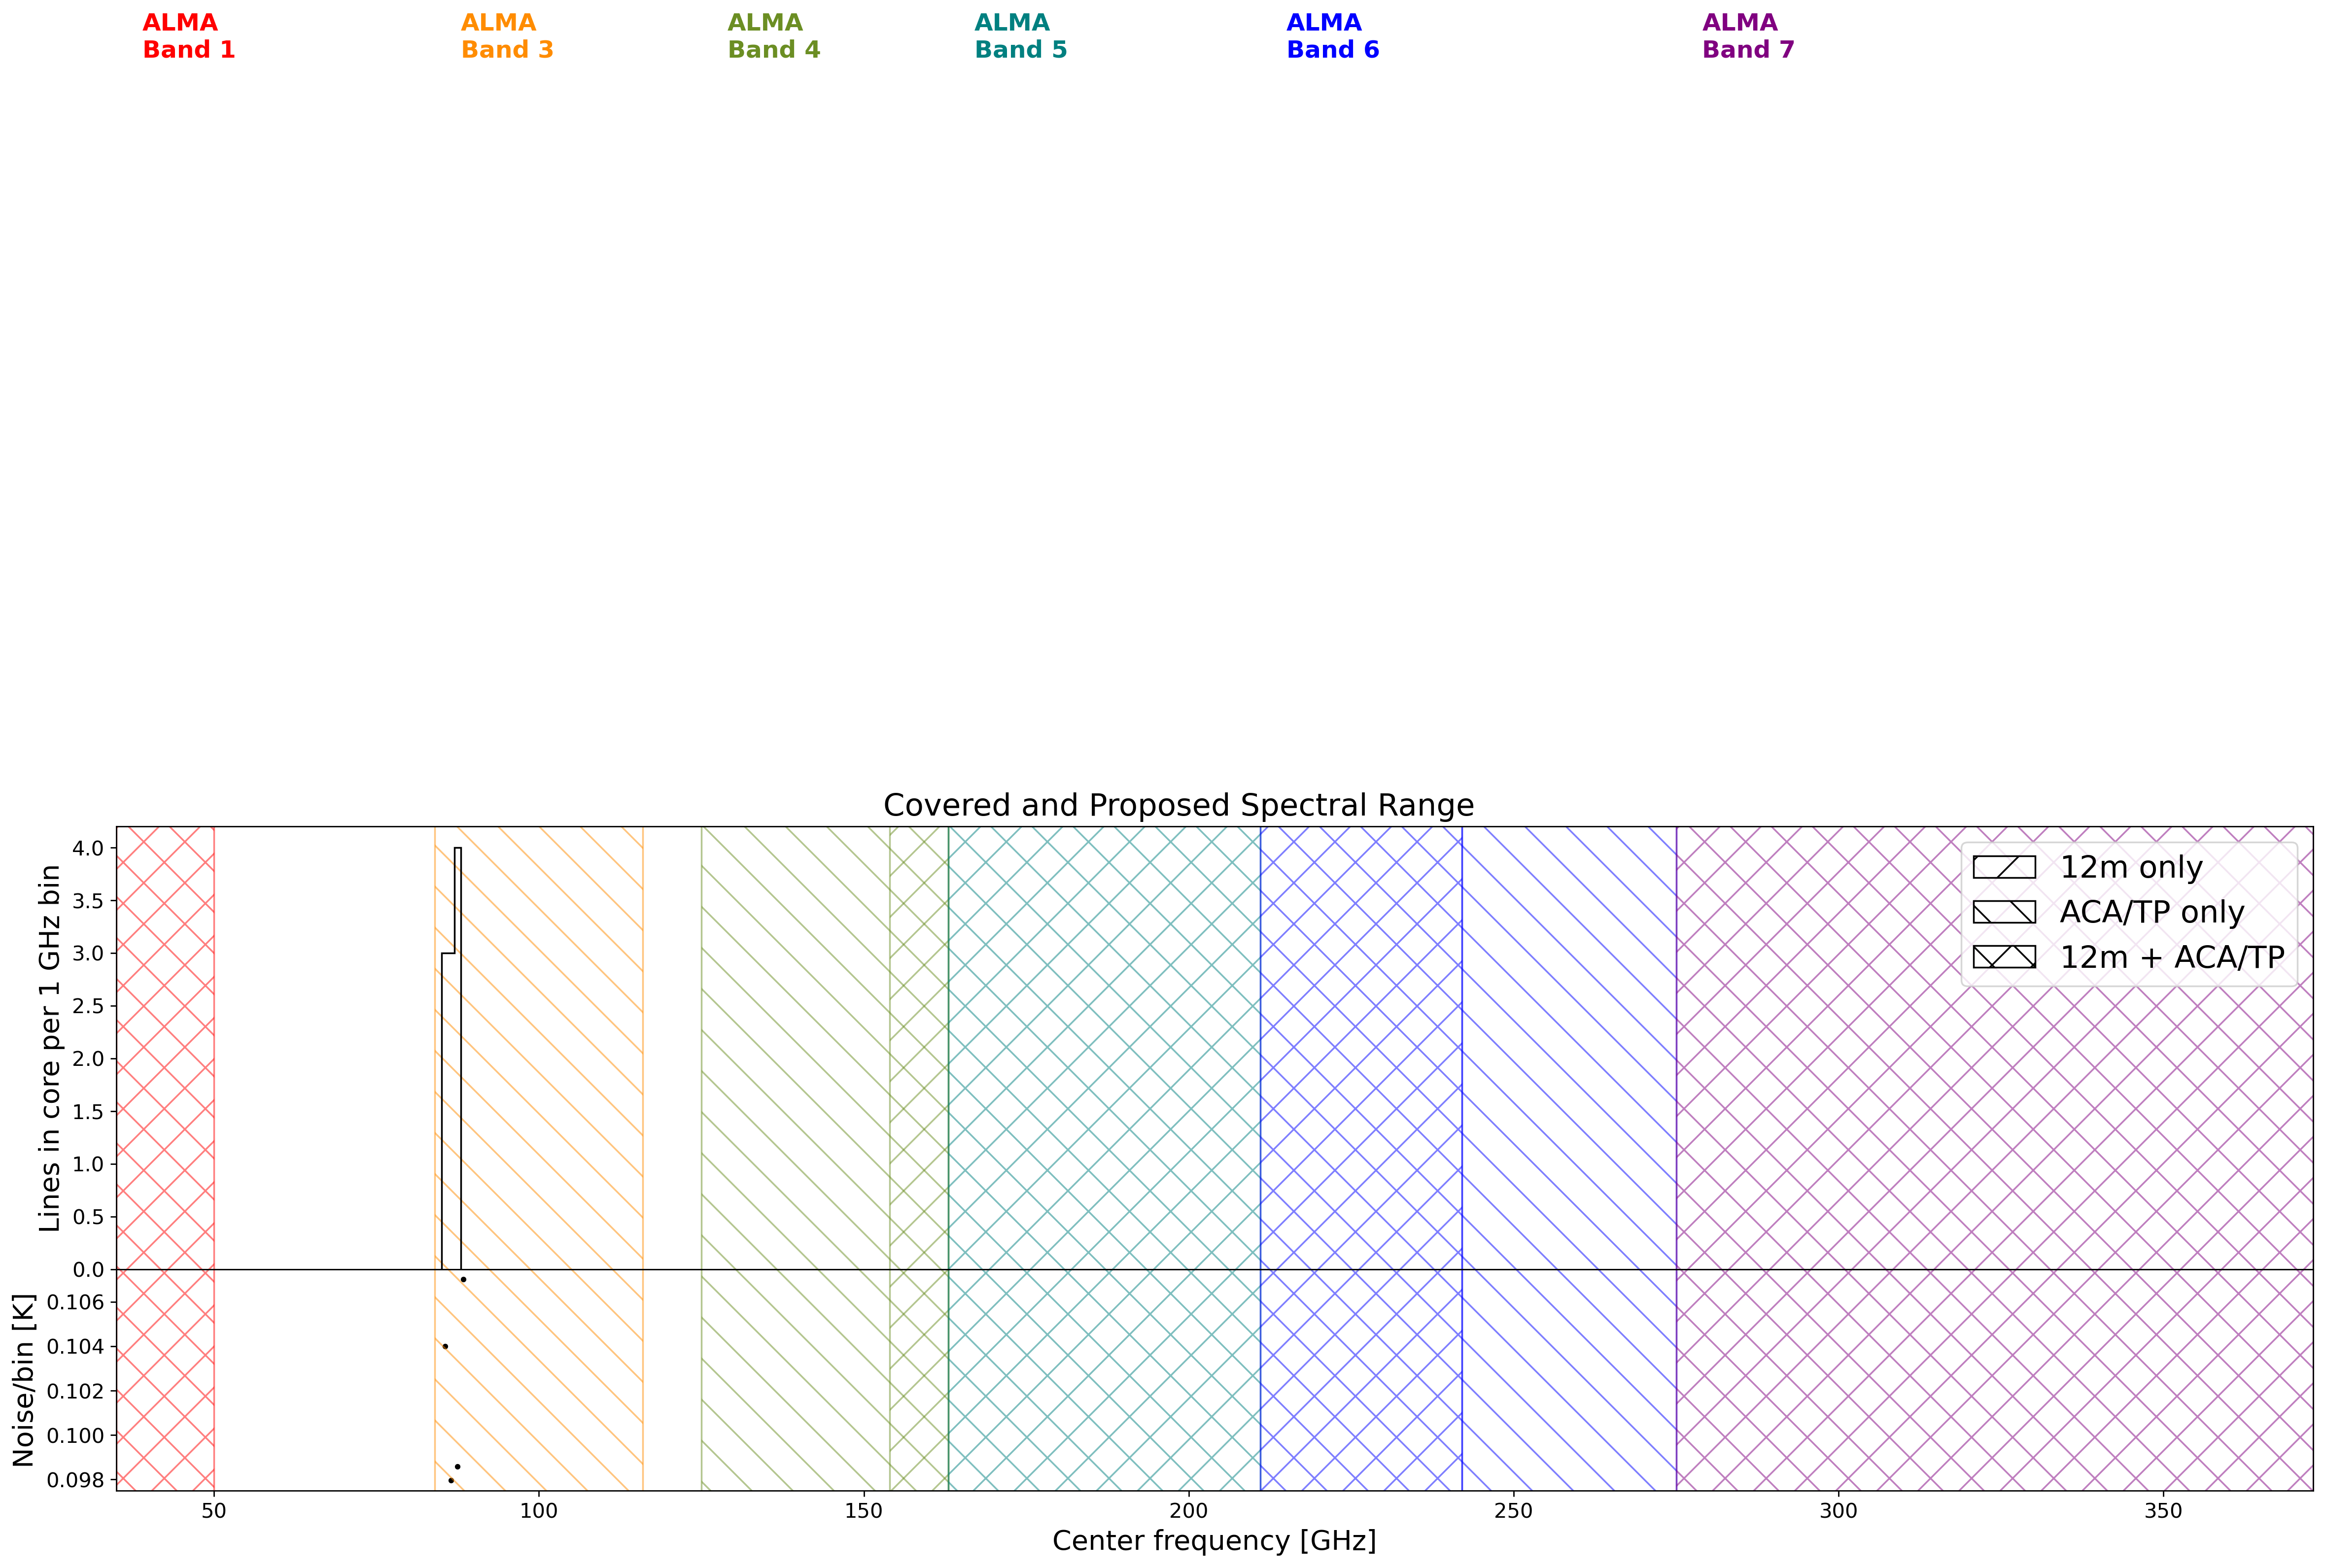 ALMA
Band 1
ALMA
Band 3
ALMA
Band 4
ALMA
Band 5
ALMA
Band 6
ALMA
Band 7
Covered and Proposed Spectral Range
Lines in core per 1 GHz bin
4.0
3.5
3.0
2.5
2.0
1.5
1.0
0.5
0.0
12m only
ACA/TP only
12m + ACA/TP
Noise/bin [K]
0.106
0.104
0.102
0.100
0.098
50
100
150
200
250
300
350
Center frequency [GHz]